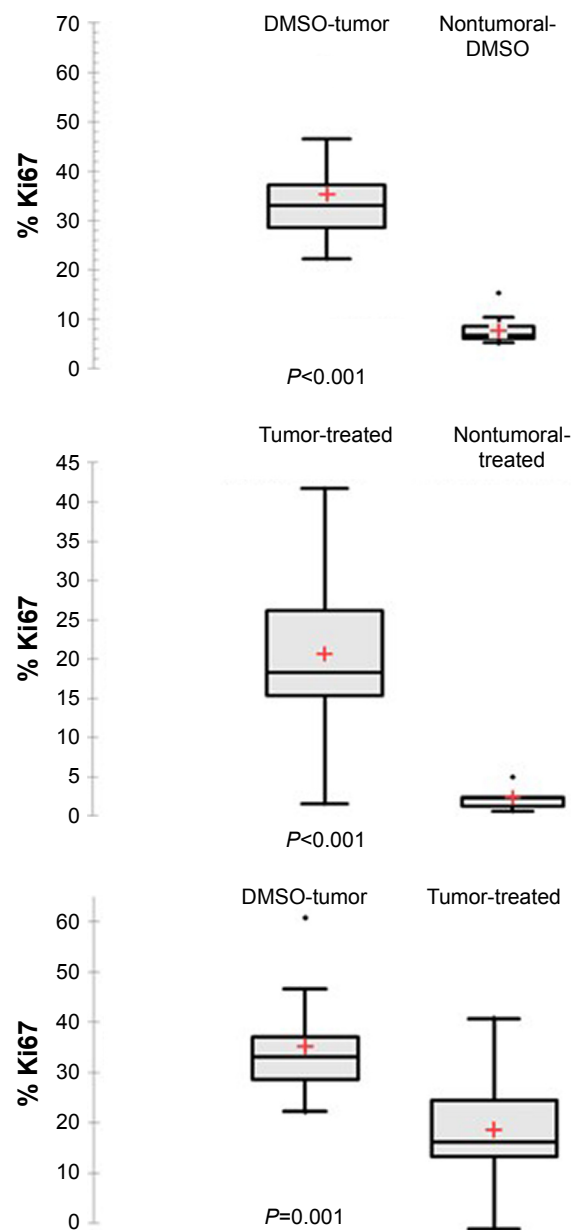 DMSO-tumor
Nontumoral-
DMSO
70
60
50
40
30
20
10
0
% Ki67
P<0.001
Tumor-treated
Nontumoral-
treated
45
40
35
30
25
20
15
10
5
0
% Ki67
P<0.001
DMSO-tumor
Tumor-treated
60
50
40
30
20
10
0
% Ki67
P=0.001